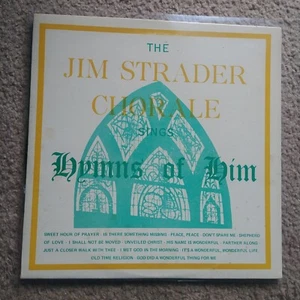 THE
JIM STRADER
CHORALE
SINGS
Hymns of Him
SWEET HOUR OF PRAYER · IS THERE SOMETHING MISSING · PEACE, PEACE · DON'T SPARE ME · SHEPHERD
OF LOVE · I SHALL NOT BE MOVED · UNVEILED CHRIST · HIS NAME IS WONDERFUL · FARTHER ALONG
JUST A CLOSER WALK WITH THEE · I MET GOD IN THE MORNING · IT'S A WONDERFUL, WONDERFUL LIFE
OLD TIME RELIGION · GOD DID A WONDERFUL THING FOR ME